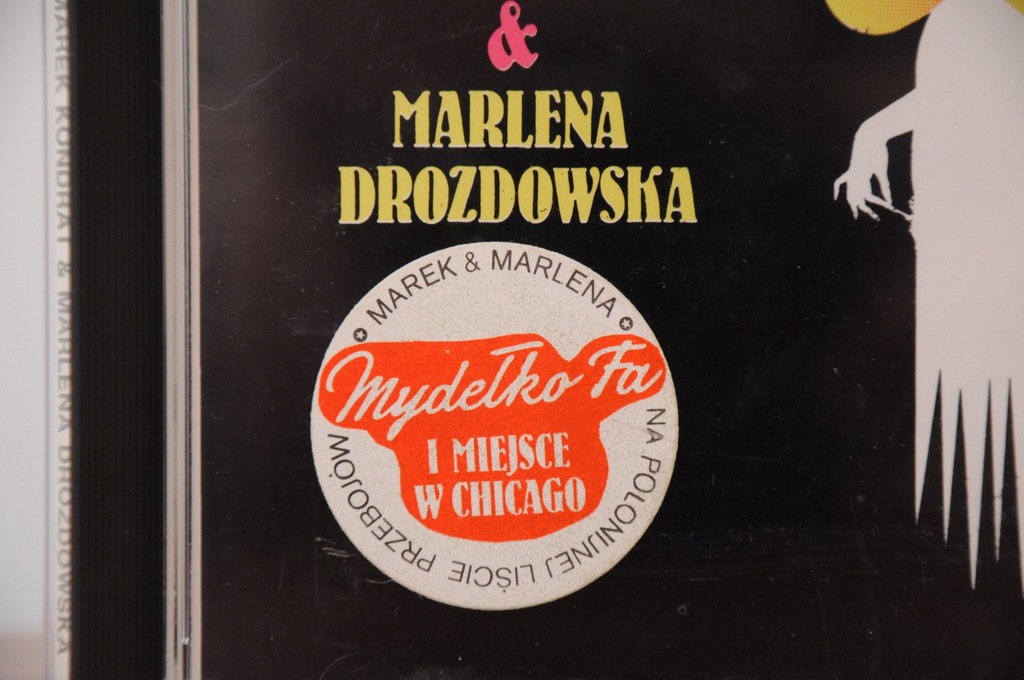 &
MARLENA
DROZDOWSKA
MAREK & MARLENA
Mydełko Fa
I MIEJSCE
W CHICAGO
NA POLONIJNEJ LIŚCIE PRZEBOJÓW
MAREK KONDRAT & MARLENA DROZDOWSKA